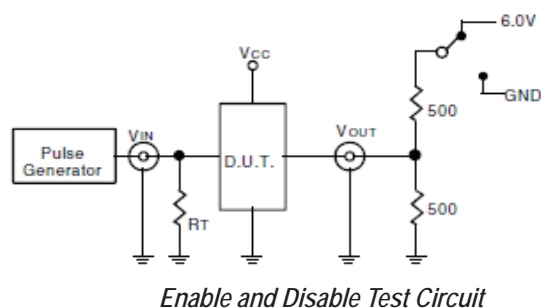 6.0V
VCC
GND
500
Pulse
Generator
VIN
VOUT
D.U.T.
RT
500
Enable and Disable Test Circuit